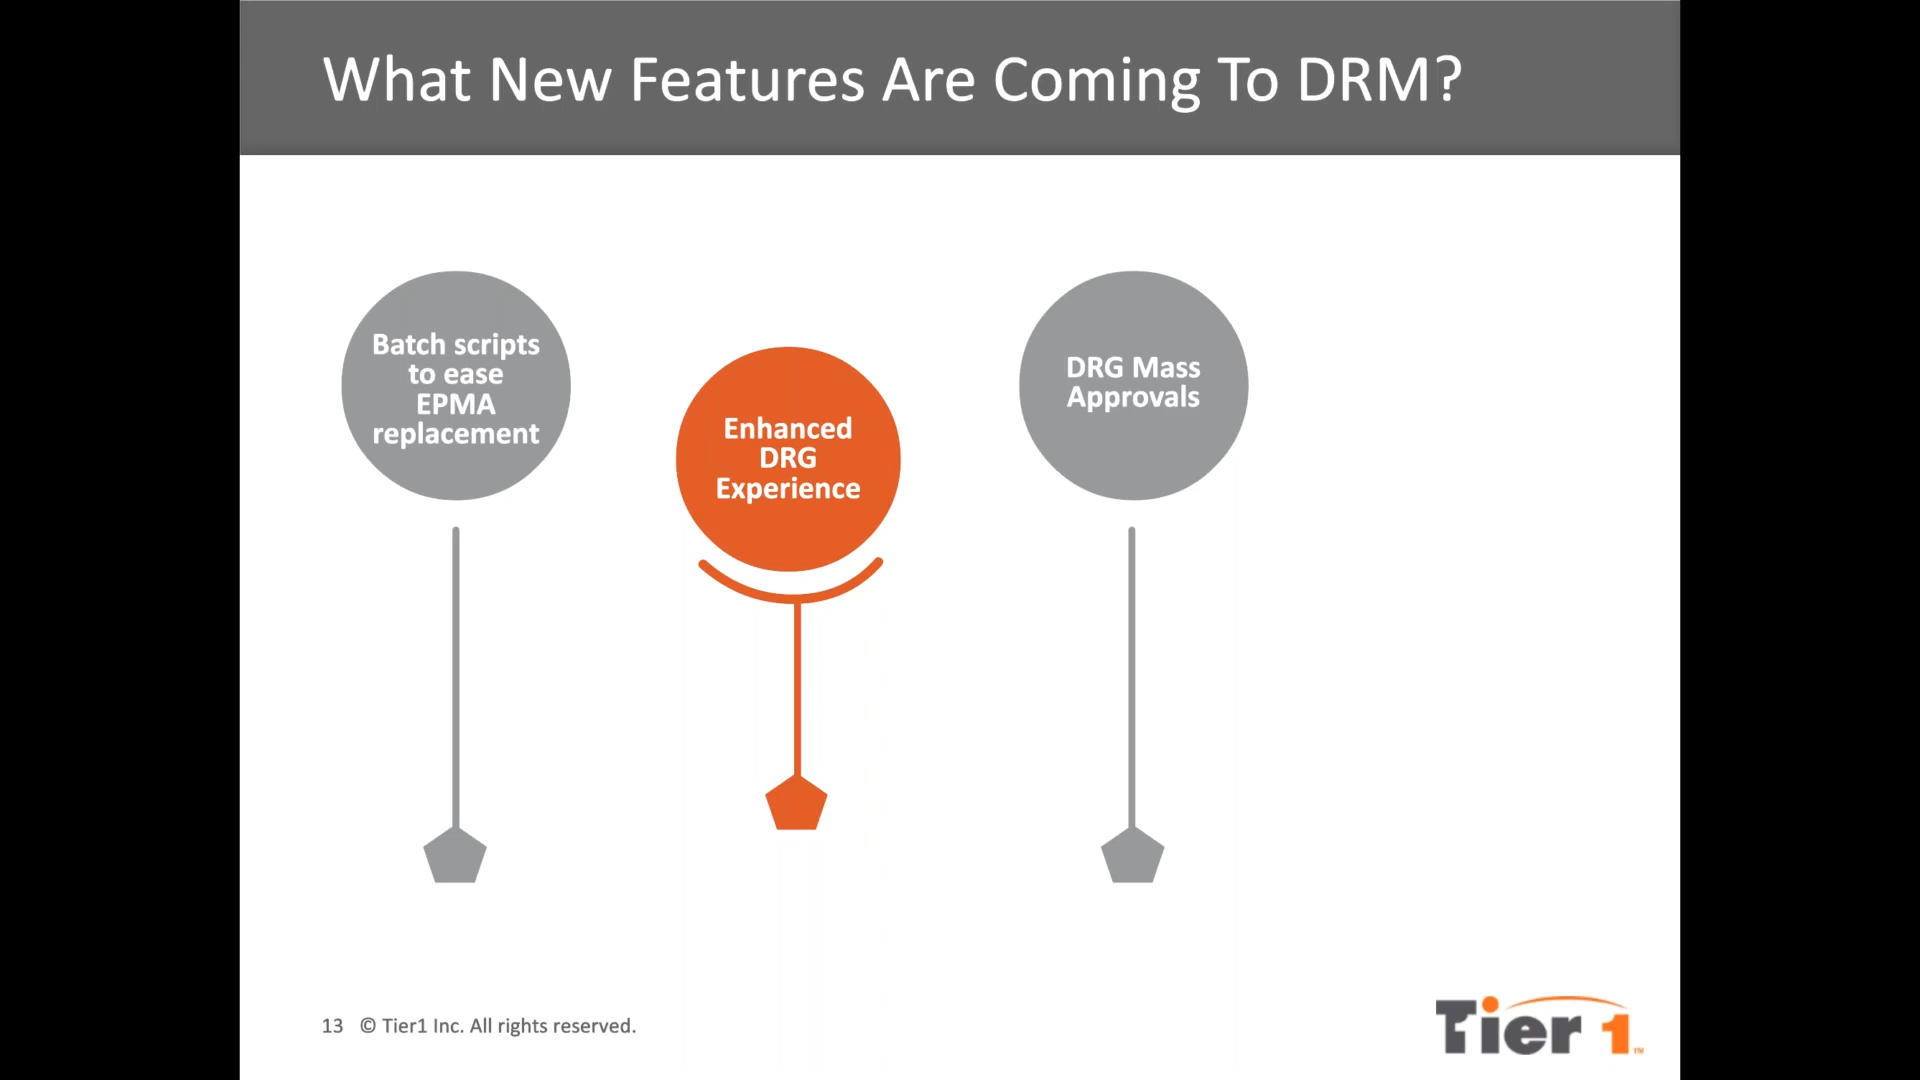 What New Features Are Coming To DRM?
Batch scripts
to ease
EPMA
replacement
Enhanced
DRG
Experience
DRG Mass
Approvals
13 © Tier1 Inc. All rights reserved.
Tier 1™